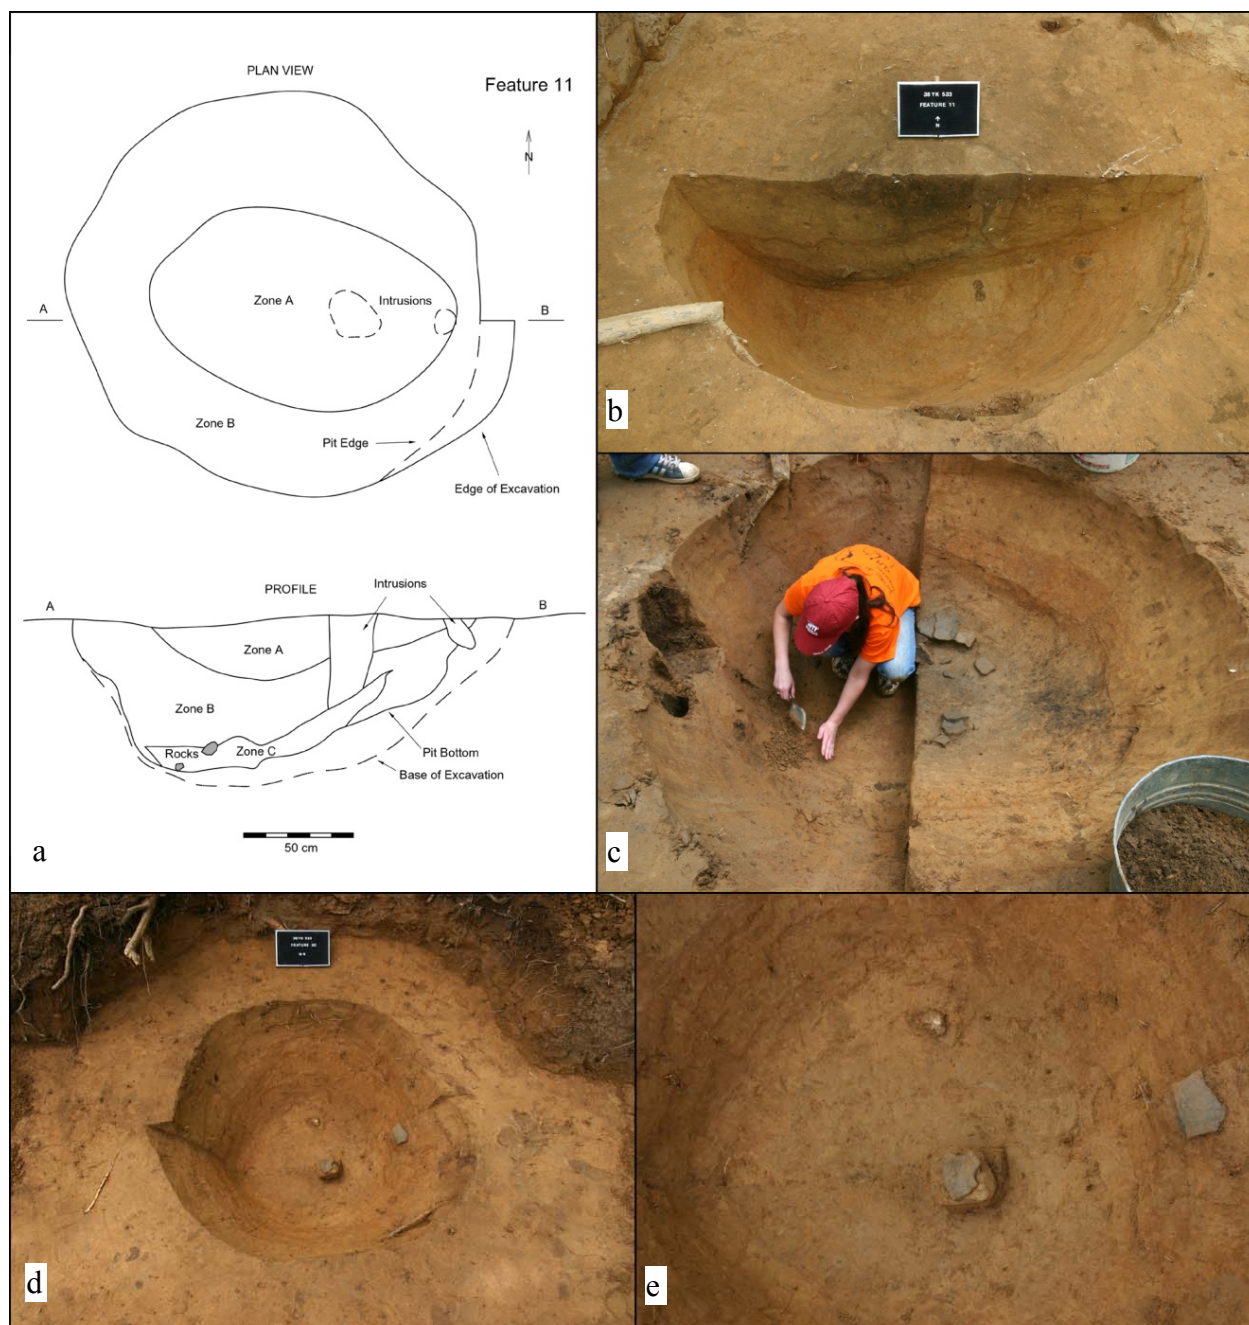 PLAN VIEW
Feature 11
N
A
Zone A
Intrusions
B
Zone B
Pit Edge
Edge of Excavation
PROFILE
Intrusions
A
B
Zone A
Zone B
Rocks
Zone C
Pit Bottom
Base of Excavation
50 cm
a
FEATURE 11
N
b
c
FEATURE
d
e